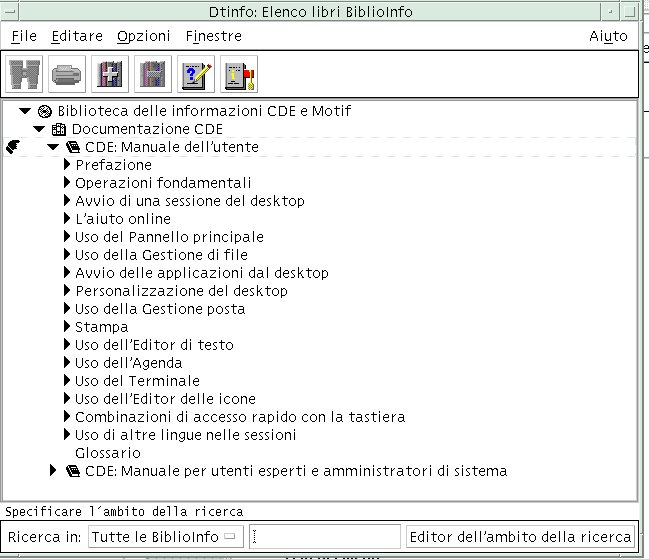 Dtinfo: Elenco libri BiblioInfo
File Editare Opzioni Finestre Aiuto
Biblioteca delle informazioni CDE e Motif
Documentazione CDE
CDE: Manuale dell'utente
Prefazione
Operazioni fondamentali
Avvio di una sessione del desktop
L'aiuto online
Uso del Pannello principale
Uso della Gestione di file
Avvio delle applicazioni dal desktop
Personalizzazione del desktop
Uso della Gestione posta
Stampa
Uso dell'Editor di testo
Uso dell'Agenda
Uso del Terminale
Uso dell'Editor delle icone
Combinazioni di accesso rapido con la tastiera
Uso di altre lingue nelle sessioni
Glossario
CDE: Manuale per utenti esperti e amministratori di sistema
Specificare l'ambito della ricerca
Ricerca in: Tutte le BiblioInfo Editor dell'ambito della ricerca